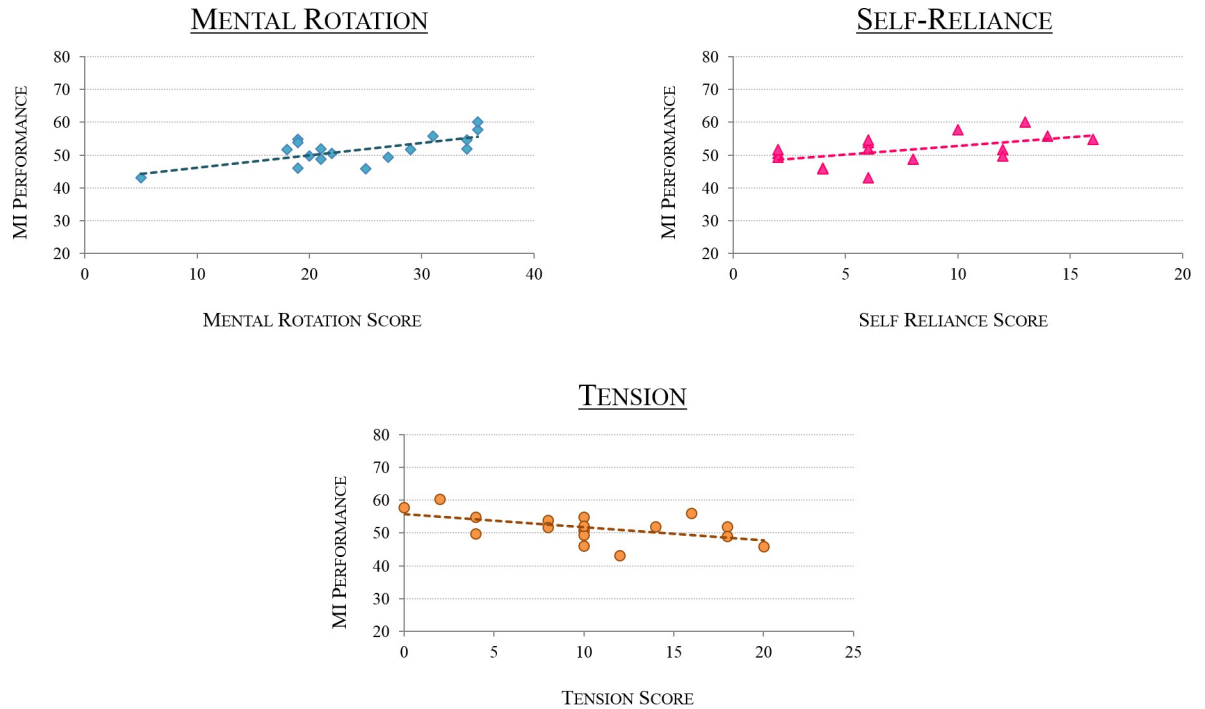 MENTAL ROTATION
80
70
60
50
40
30
20
0 10 20 30 40
MI PERFORMANCE
MENTAL ROTATION SCORE
SELF-RELIANCE
80
70
60
50
40
30
20
0 5 10 15 20
MI PERFORMANCE
SELF RELIANCE SCORE
TENSION
80
70
60
50
40
30
20
0 5 10 15 20 25
MI PERFORMANCE
TENSION SCORE